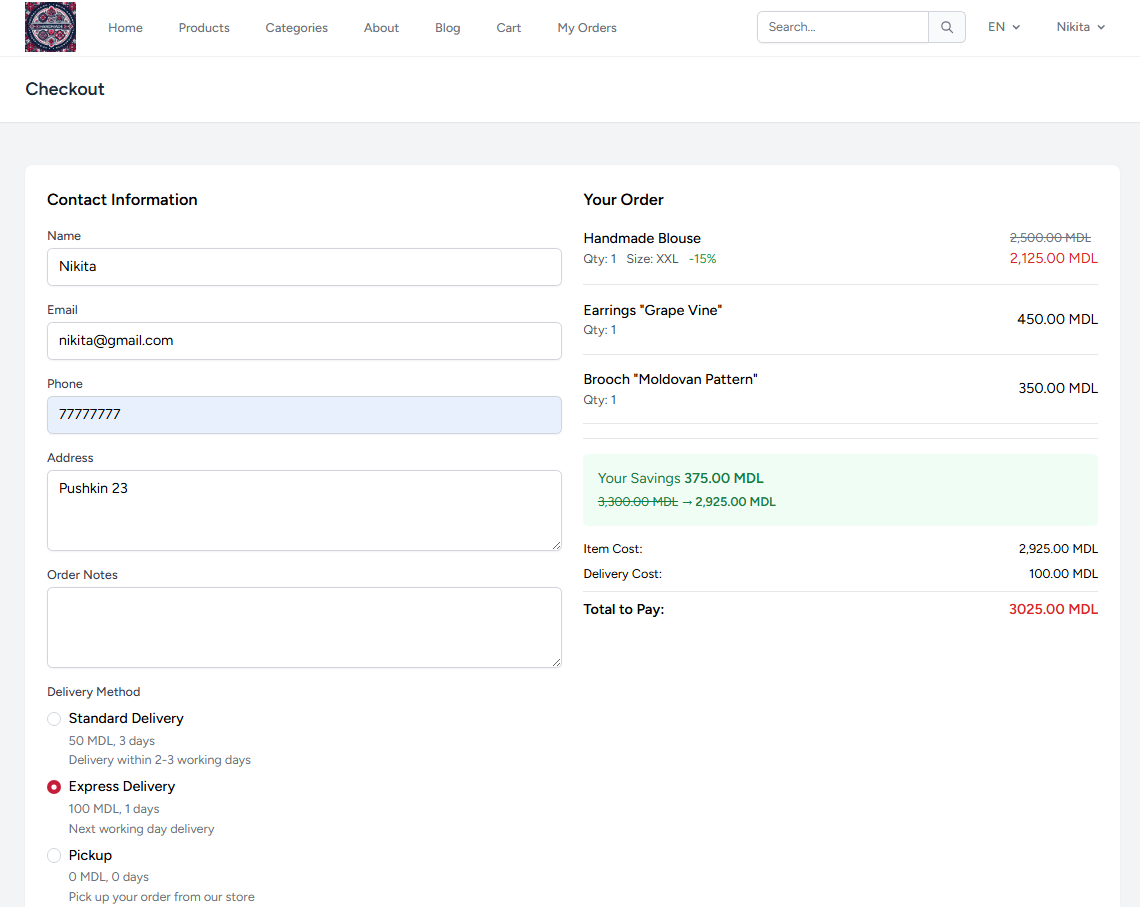 HANDMADE
Home
Products
Categories
About
Blog
Cart
My Orders
Search...
EN
Nikita
Checkout
Contact Information
Name
Nikita
Email
nikita@gmail.com
Phone
77777777
Address
Pushkin 23
Order Notes
Delivery Method
Standard Delivery
50 MDL, 3 days
Delivery within 2-3 working days
Express Delivery
100 MDL, 1 days
Next working day delivery
Pickup
0 MDL, 0 days
Pick up your order from our store
Your Order
Handmade Blouse 2,500.00 MDL
Qty: 1 Size: XXL -15% 2,125.00 MDL
Earrings "Grape Vine"
Qty: 1
450.00 MDL
Brooch "Moldovan Pattern"
Qty: 1
350.00 MDL
Your Savings 375.00 MDL
3,300.00 MDL → 2,925.00 MDL
Item Cost: 2,925.00 MDL
Delivery Cost: 100.00 MDL
Total to Pay: 3025.00 MDL